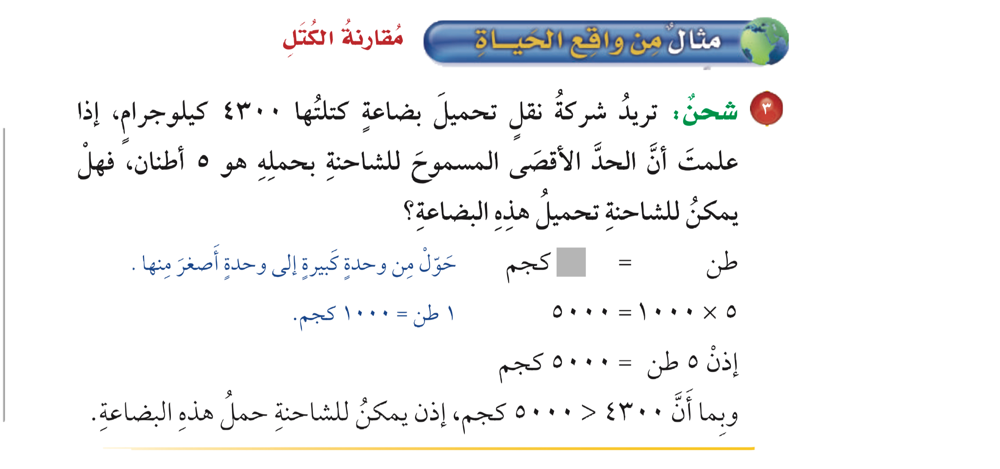 مثالٌ مِن واقِع الحَيـــاةِ
مُقارنةُ الكُتَلِ
٣ شحنٌ: تريدُ شركةُ نقلٍ تحميلَ بضاعةٍ كتلتُها ٤٣٠٠ كيلوجرامٍ، إذا
علمتَ أنَّ الحدَّ الأقصَى المسموحَ للشاحنةِ بحملِهِ هو ٥ أطنان، فهلْ
يمكنُ للشاحنةِ تحميلُ هذِهِ البضاعةِ؟
طن = كجم حَوّلْ مِن وحدةٍ كَبيرةٍ إلى وحدةٍ أَصغرَ مِنها .
٥ × ١٠٠٠ = ٥٠٠٠ ١ طن = ١٠٠٠ كجم.
إذنْ ٥ طن = ٥٠٠٠ كجم
وبِما أَنَّ ٤٣٠٠ < ٥٠٠٠ كجم، إذن يمكنُ للشاحنةِ حملُ هذهِ البضاعةِ.